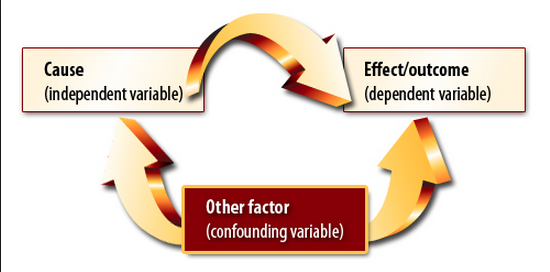 Cause
(independent variable)
Effect/outcome
(dependent variable)
Other factor
(confounding variable)